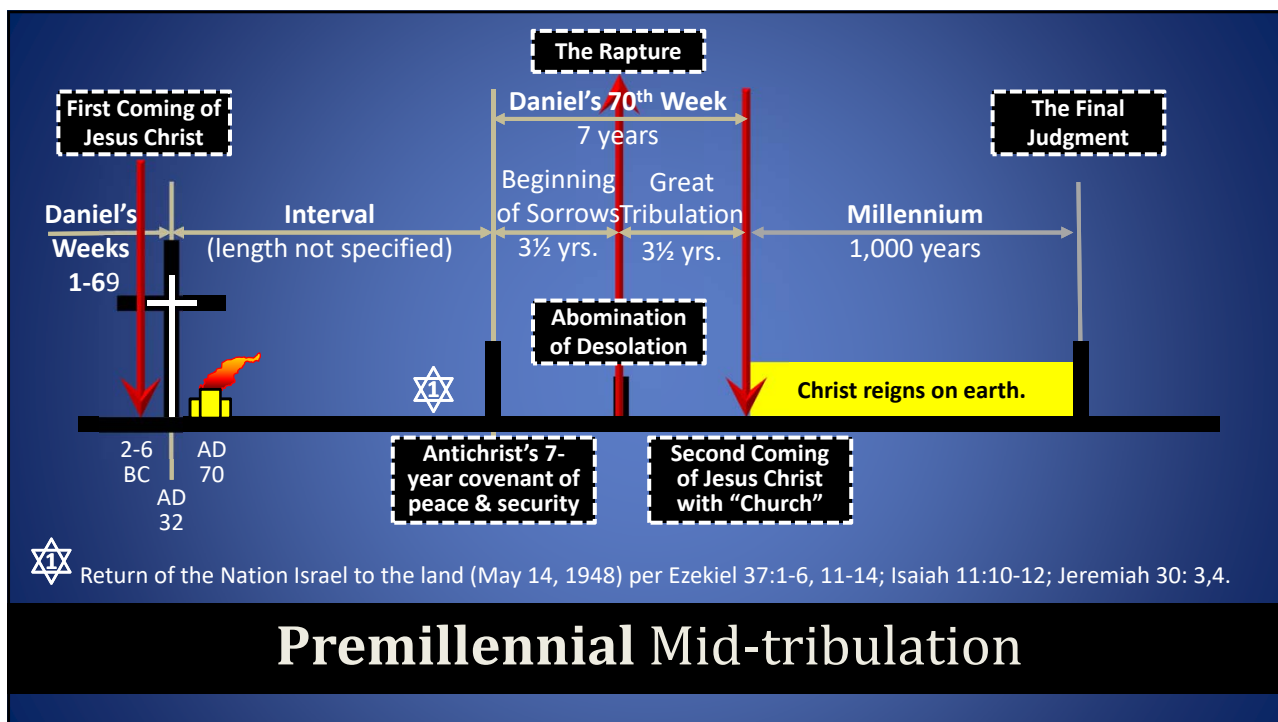 The Rapture
First Coming of
Jesus Christ
Daniel's 70th Week
7 years
The Final
Judgment
Daniel's
Weeks
1-69
Interval
(length not specified)
Beginning
of Sorrows
3½ yrs.
Great
Tribulation
3½ yrs.
Millennium
1,000 years
Abomination
of Desolation
1
Christ reigns on earth.
2-6
BC
AD
32
AD
70
Antichrist's 7-
year covenant of
peace & security
Second Coming
of Jesus Christ
with “Church”
1 Return of the Nation Israel to the land (May 14, 1948) per Ezekiel 37:1-6, 11-14; Isaiah 11:10-12; Jeremiah 30: 3,4.
Premillennial Mid-tribulation